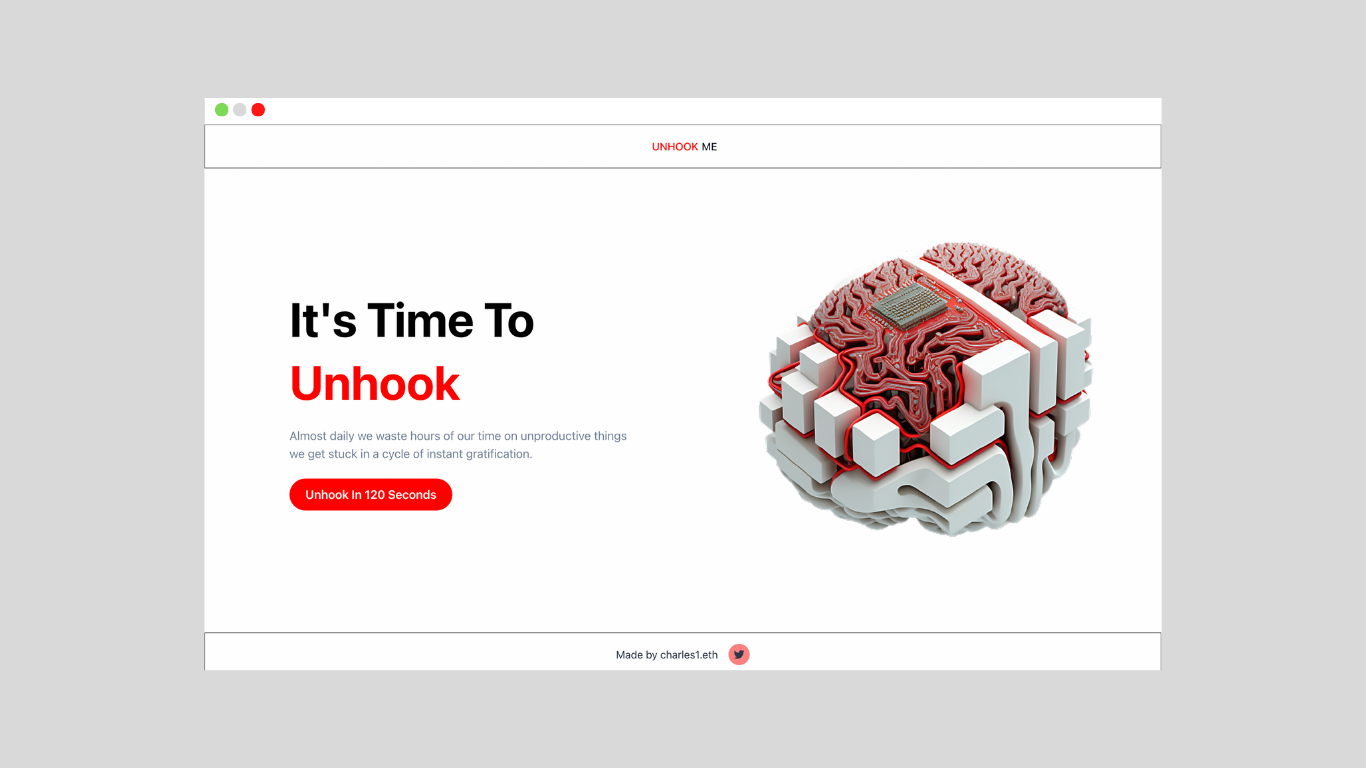 UNHOOK ME
It's Time To
Unhook
Almost daily we waste hours of our time on unproductive things
we get stuck in a cycle of instant gratification.
Unhook In 120 Seconds
Made by charles1.eth